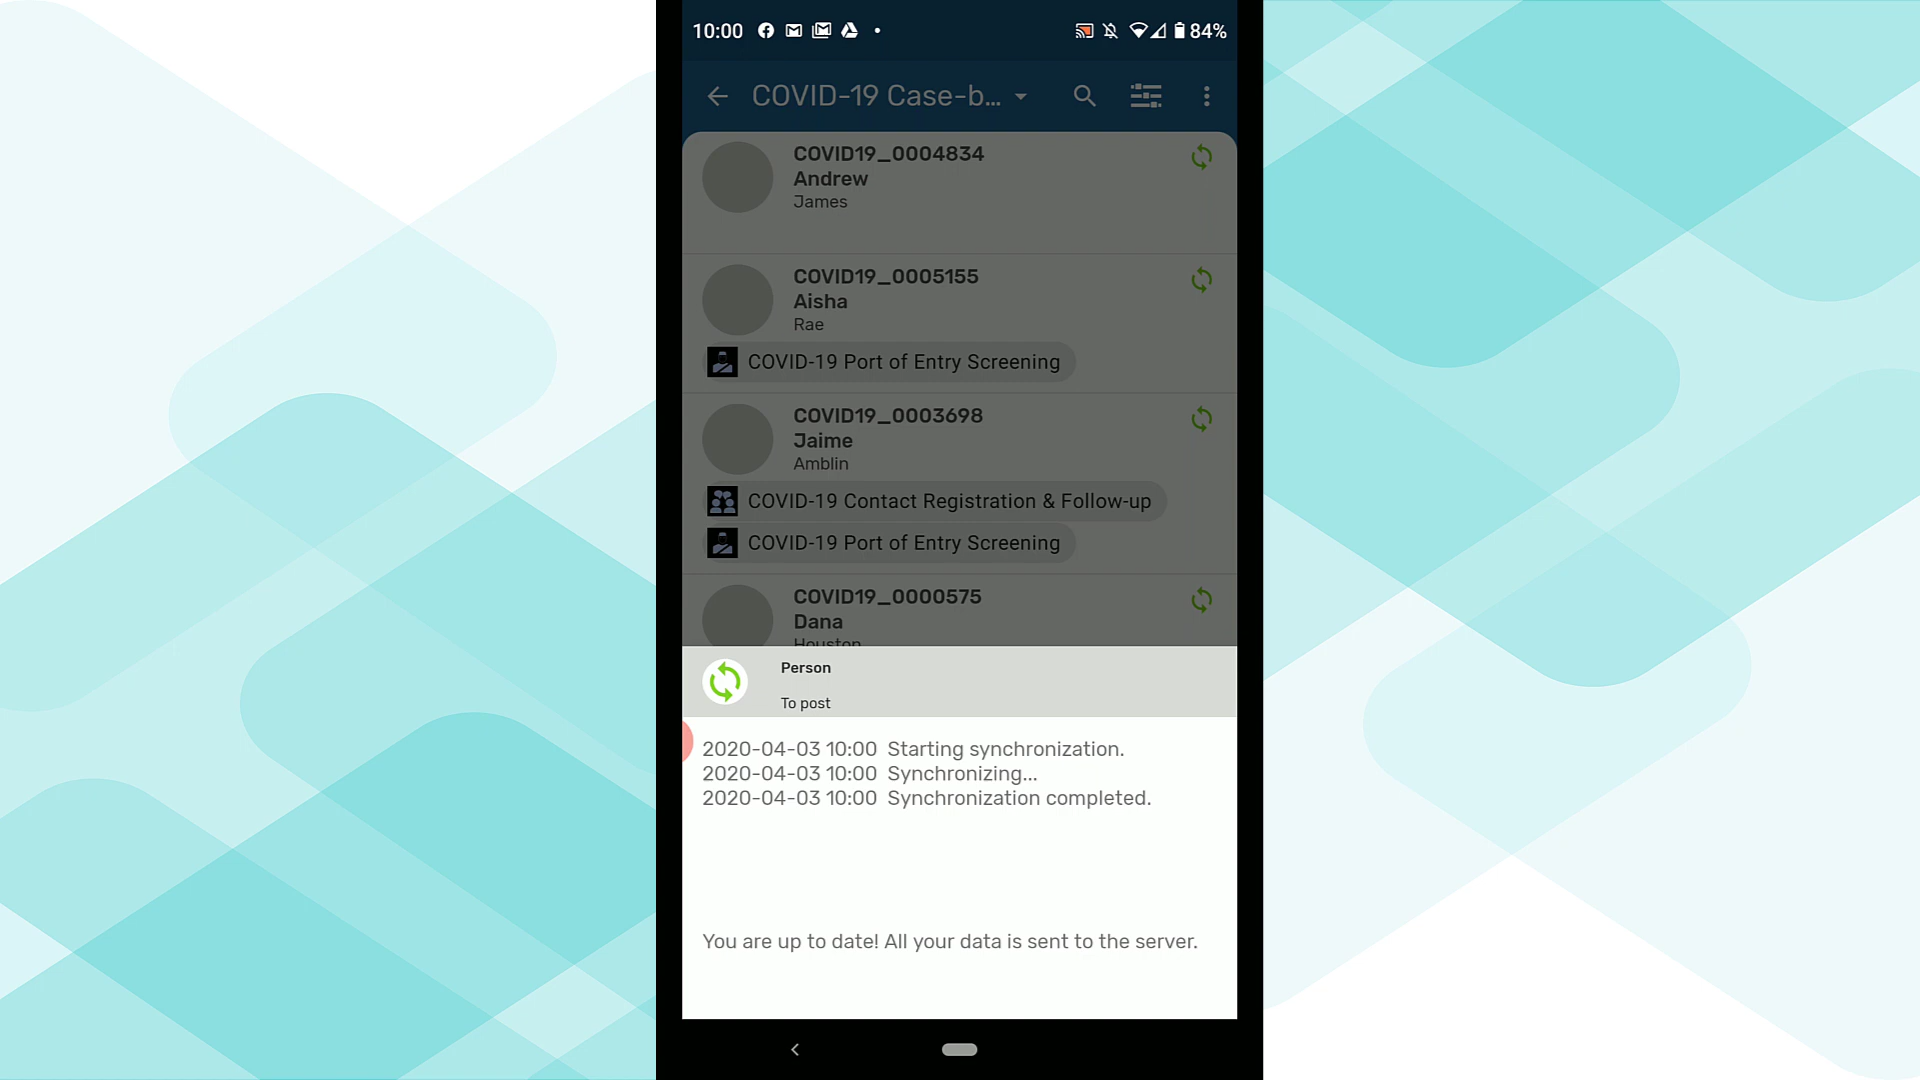 10:00
84%
COVID-19 Case-b...
COVID19_0004834
Andrew
James
COVID19_0005155
Aisha
Rae
COVID-19 Port of Entry Screening
COVID19_0003698
Jaime
Amblin
COVID-19 Contact Registration & Follow-up
COVID-19 Port of Entry Screening
COVID19_0000575
Dana
Houston
Person
To post
2020-04-03 10:00 Starting synchronization.
2020-04-03 10:00 Synchronizing...
2020-04-03 10:00 Synchronization completed.
You are up to date! All your data is sent to the server.